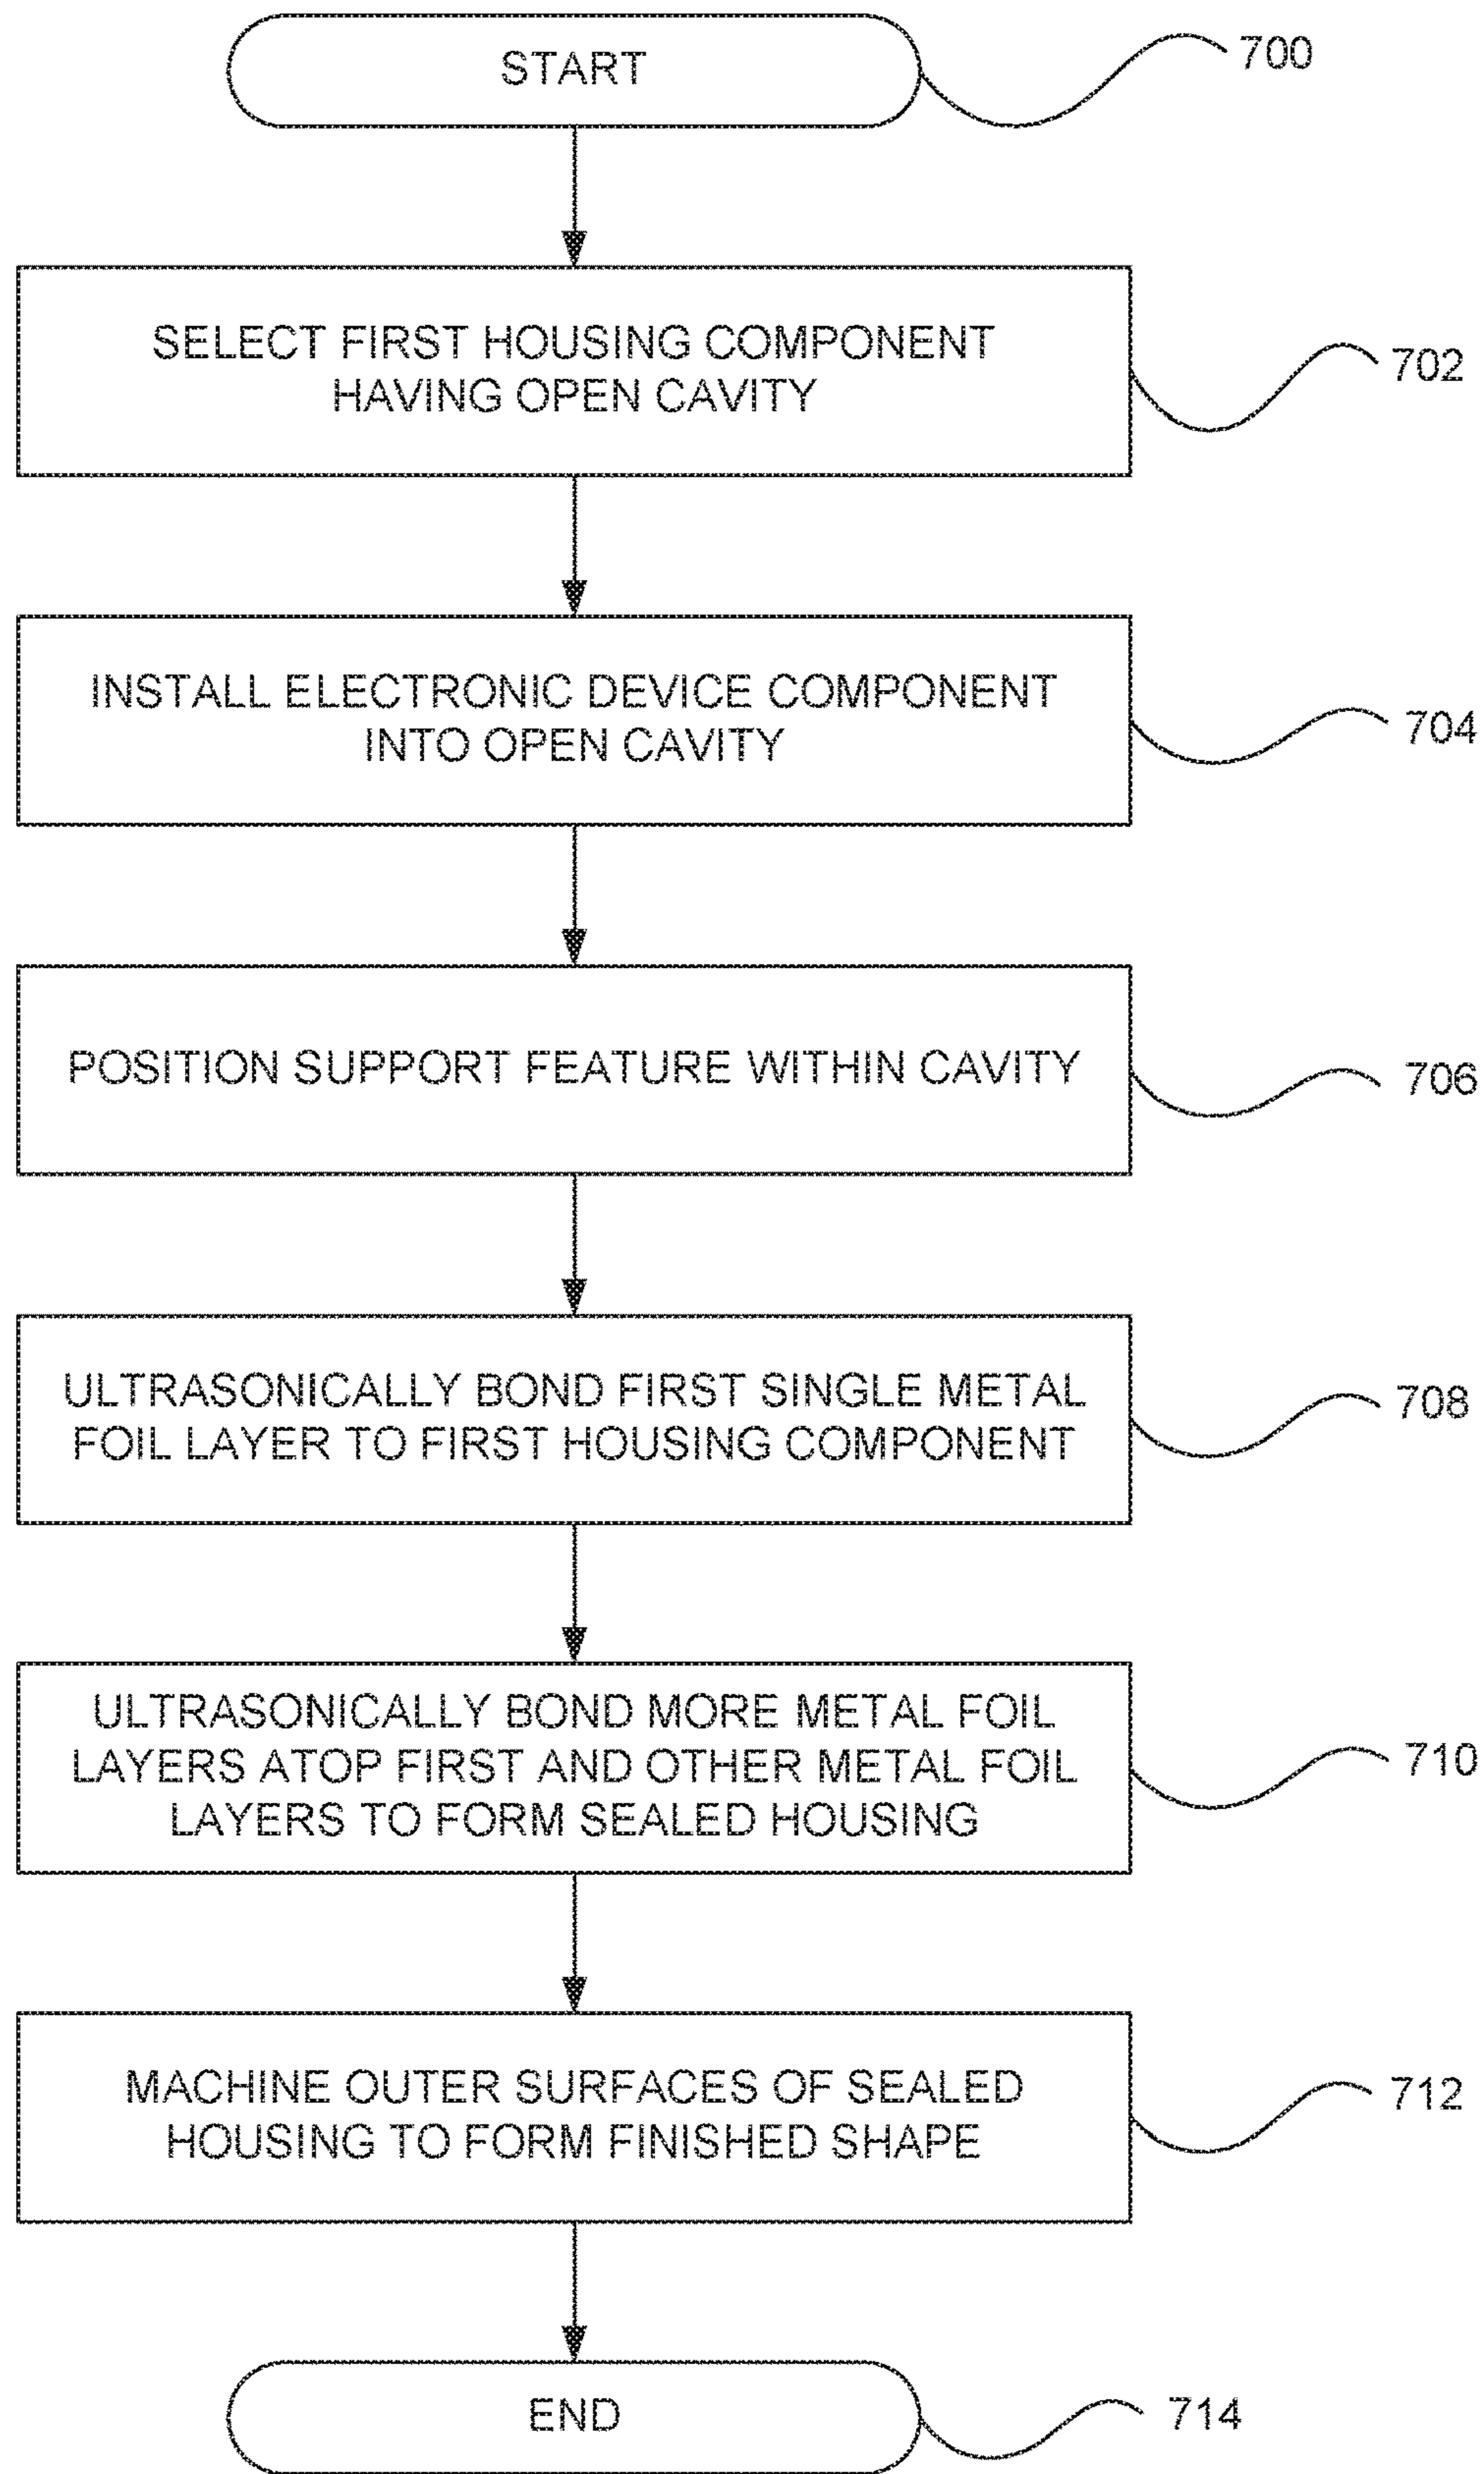 START
700
SELECT FIRST HOUSING COMPONENT
HAVING OPEN CAVITY
702
INSTALL ELECTRONIC DEVICE COMPONENT
INTO OPEN CAVITY
704
POSITION SUPPORT FEATURE WITHIN CAVITY
706
ULTRASONICALLY BOND FIRST SINGLE METAL
FOIL LAYER TO FIRST HOUSING COMPONENT
708
ULTRASONICALLY BOND MORE METAL FOIL
LAYERS ATOP FIRST AND OTHER METAL FOIL
LAYERS TO FORM SEALED HOUSING
710
MACHINE OUTER SURFACES OF SEALED
HOUSING TO FORM FINISHED SHAPE
712
END
714